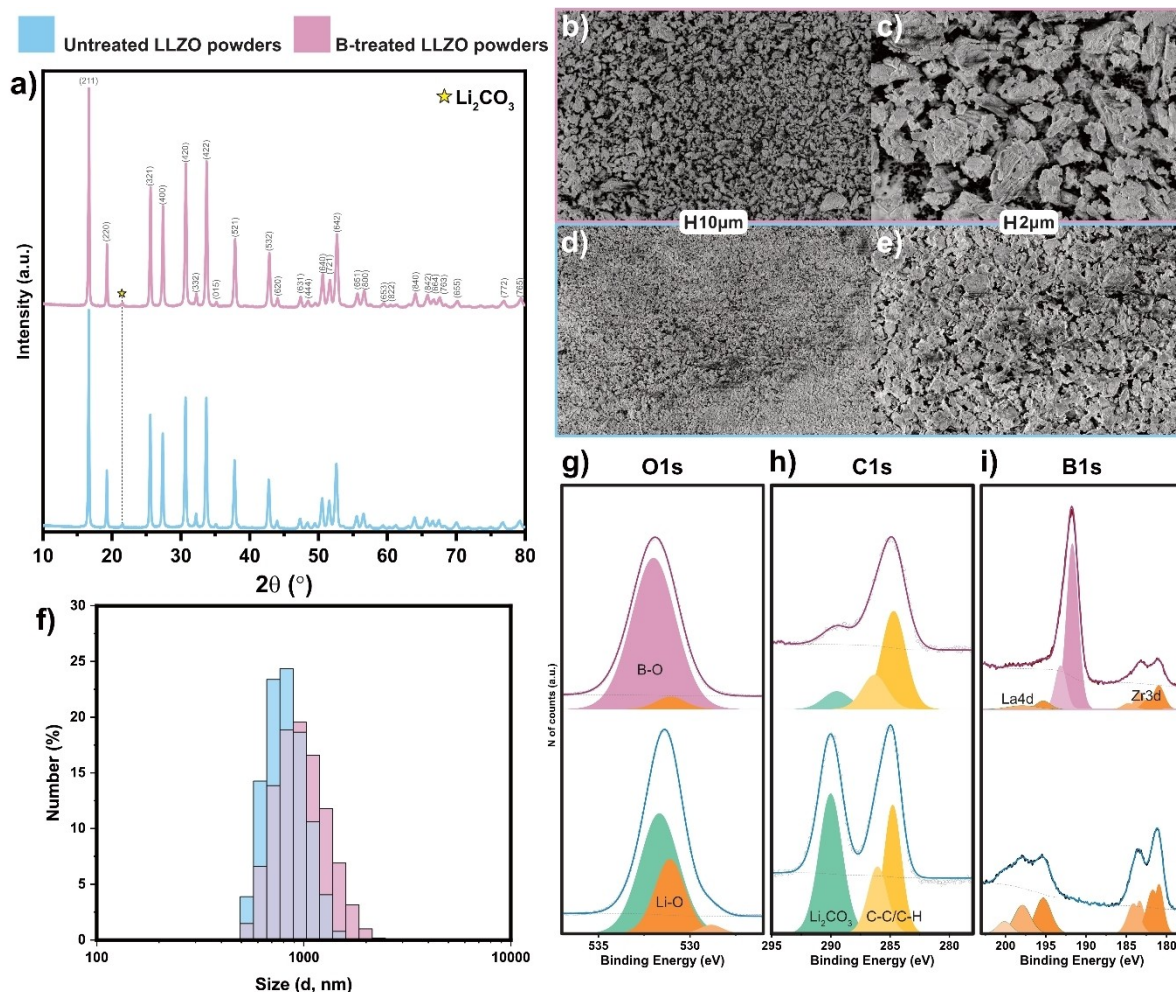 Untreated LLZO powders
B-treated LLZO powders
a)
Li₂CO₃
(211)
(220)
(321)
(400)
(420)
(332)
(422)
(015)
(521)
(532)
(620)
(631)
(444)
(640)
(721)
(642)
(651)
(800)
(653)
(822)
(840)
(842)
(664)
(763)
(655)
(772)
(765)
Intensity (a.u.)
10 20 30 40 50 60 70 80
2θ (°)
b)
c)
10µm
2µm
d)
e)
f)
30
25
20
15
10
5
0
Number (%)
100 1000 10000
Size (d, nm)
g) O1s
h) C1s
i) B1s
N of counts (a.u.)
B-O
La4d
Zr3d
Li-O
Li₂CO₃
C-C/C-H
535 530
295 290 285 280
200 195 190 185 180
Binding Energy (eV)
Binding Energy (eV)
Binding Energy (eV)